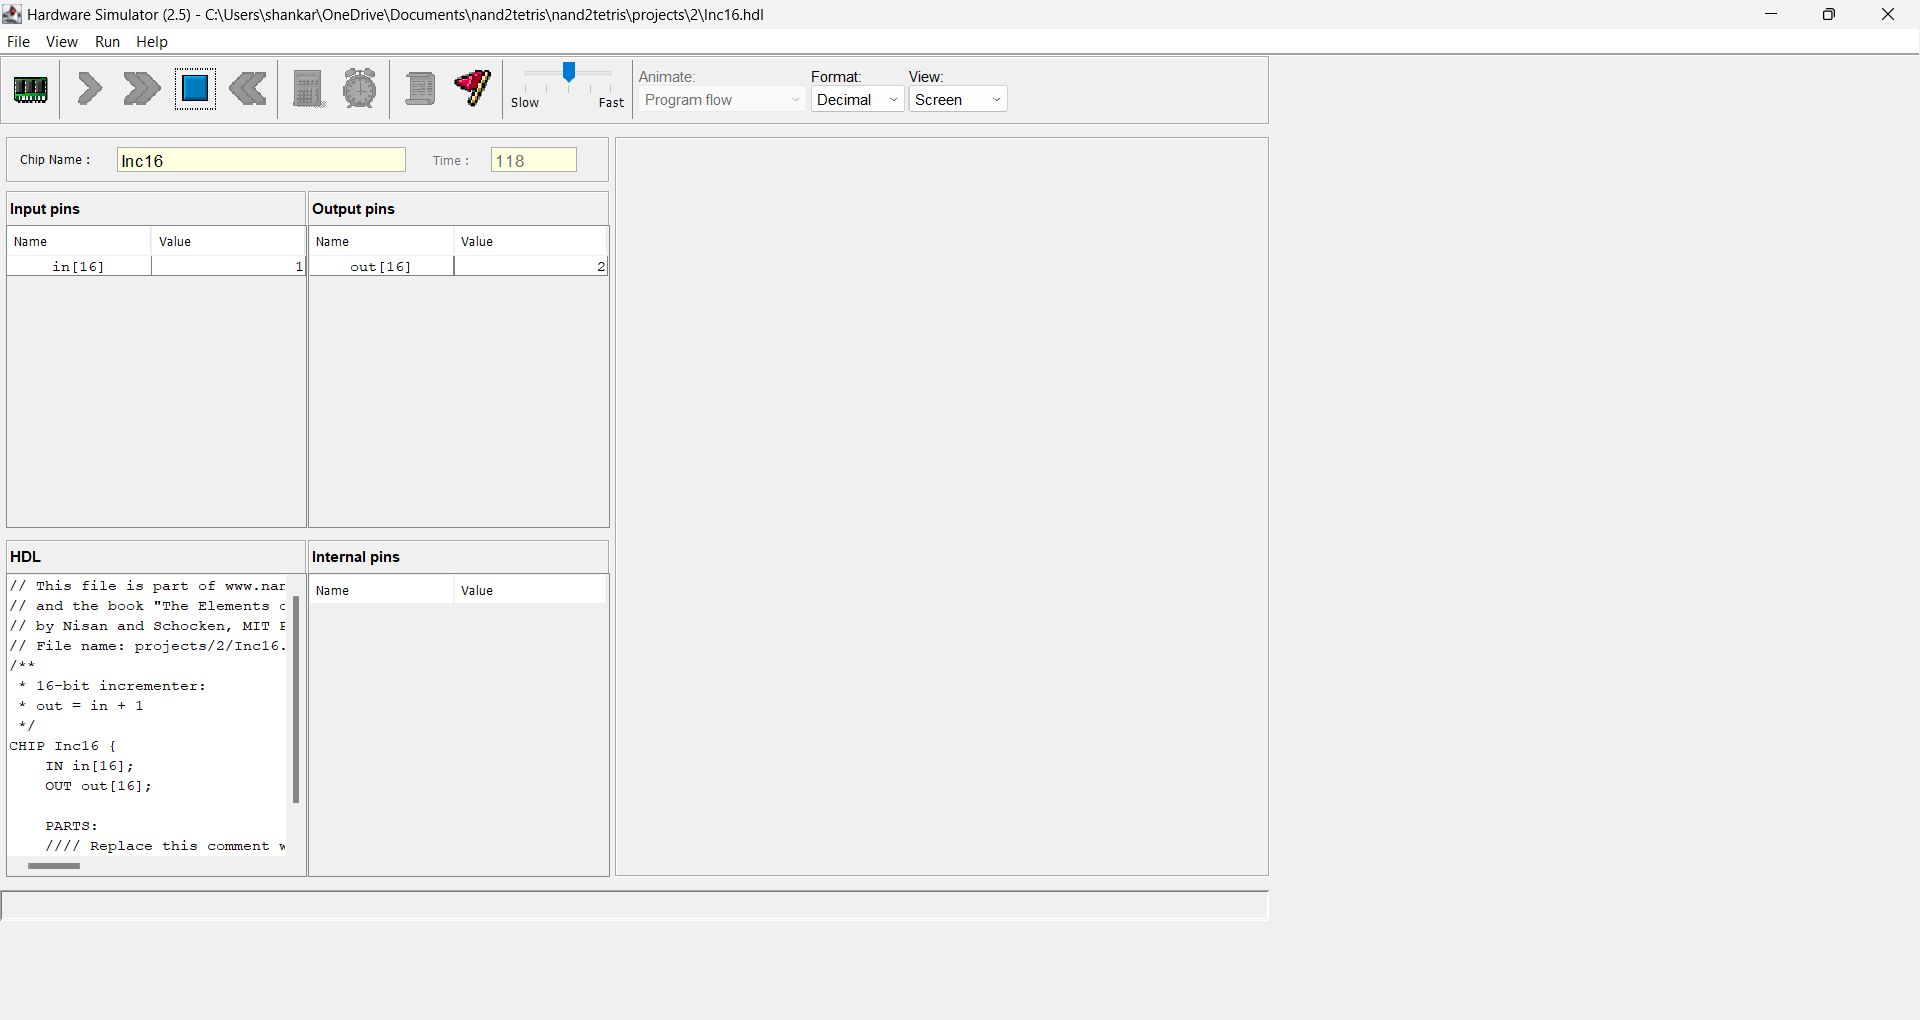 Hardware Simulator (2.5) - C:\Users\shankar\OneDrive\Documents\nand2tetris\nand2tetris\projects\2\Inc16.hdl
File View Run Help
Slow Fast
Animate: Format: View:
Program flow Decimal Screen
Chip Name : Inc16 Time : 118
Input pins Output pins
Name Value Name Value
in[16] 1 out[16] 2
HDL Internal pins
Name Value
// This file is part of www.nan
// and the book "The Elements
// by Nisan and Schocken, MIT
// File name: projects/2/Inc16.
/**
* 16-bit incrementer:
* out = in + 1
*/
CHIP Inc16 {
IN in[16];
OUT out[16];
PARTS:
//// Replace this comment